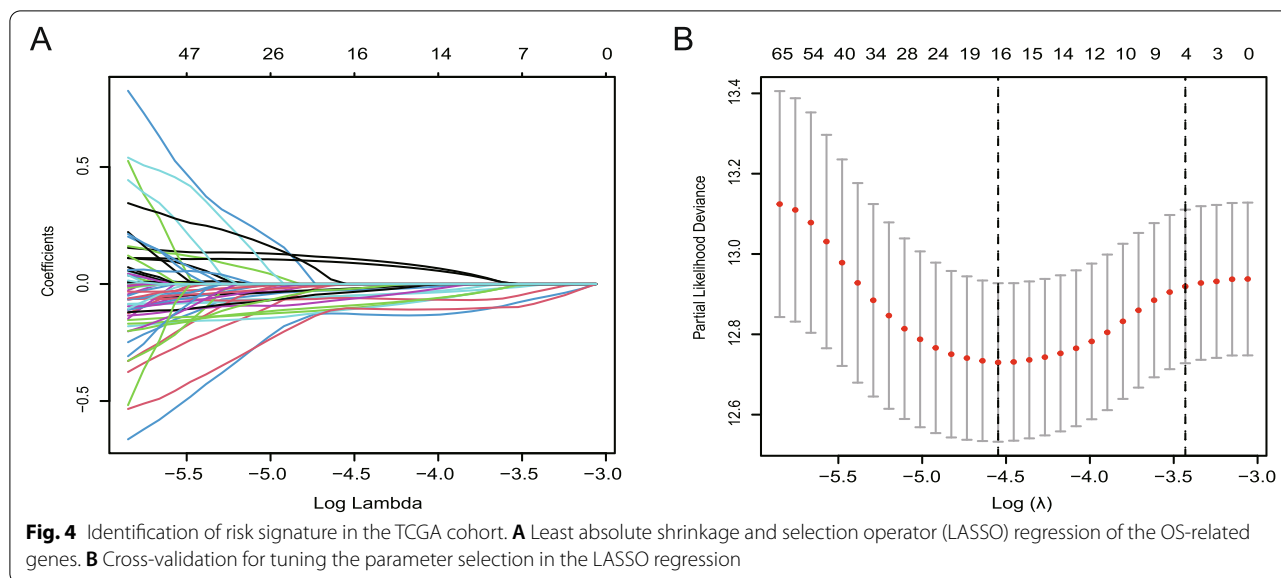 A
47 26 16 14 7 0
0.5
0.0
−0.5
Coefficients
−5.5 −5.0 −4.5 −4.0 −3.5 −3.0
Log Lambda
B
65 54 40 34 28 24 19 16 15 14 12 10 9 4 3 0
13.4
13.2
13.0
12.8
12.6
Partial Likelihood Deviance
−5.5 −5.0 −4.5 −4.0 −3.5 −3.0
Log (λ)
Fig. 4 Identification of risk signature in the TCGA cohort. A Least absolute shrinkage and selection operator (LASSO) regression of the OS-related
genes. B Cross-validation for tuning the parameter selection in the LASSO regression